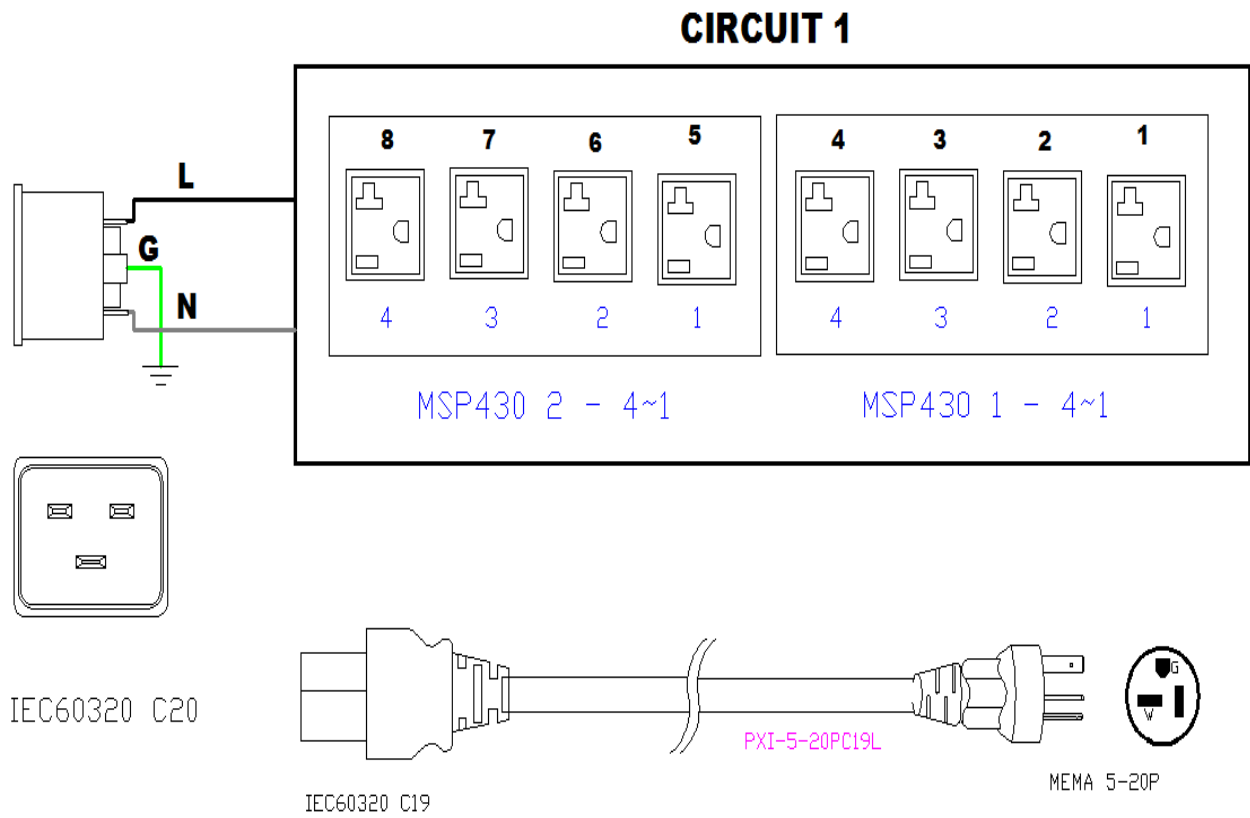 CIRCUIT 1
8 7 6 5 4 3 2 1
L
G
N
4 3 2 1 4 3 2 1
MSP430 2 - 4~1 MSP430 1 - 4~1
IEC60320 C20
G
W
PXI-5-20PC19L
MEMA 5-20P
IEC60320 C19